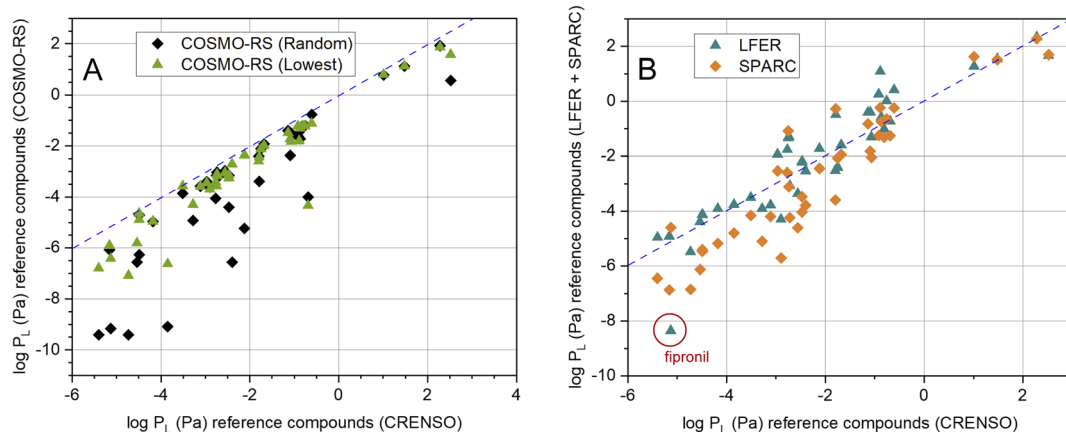 A
COSMO-RS (Random)
COSMO-RS (Lowest)
2
0
-2
-4
-6
-8
-10
-6
-4
-2
0
2
4
log P_L (Pa) reference compounds (COSMO-RS)
log P_L (Pa) reference compounds (CRENSO)
B
LFER
SPARC
2
0
-2
-4
-6
-8
-10
fipronil
-6
-4
-2
0
2
log P_L (Pa) reference compounds (LFER + SPARC)
log P_L (Pa) reference compounds (CRENSO)